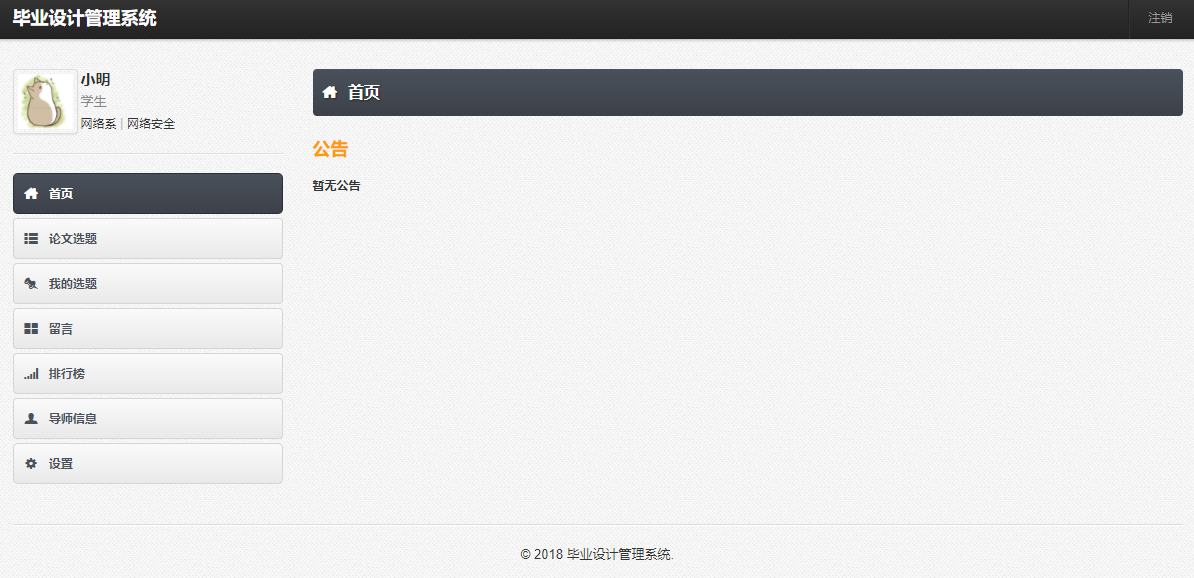 毕业设计管理系统
注销
小明
学生
网络系 | 网络安全
首页
论文选题
我的选题
留言
排行榜
导师信息
设置
首页
公告
暂无公告
© 2018 毕业设计管理系统.